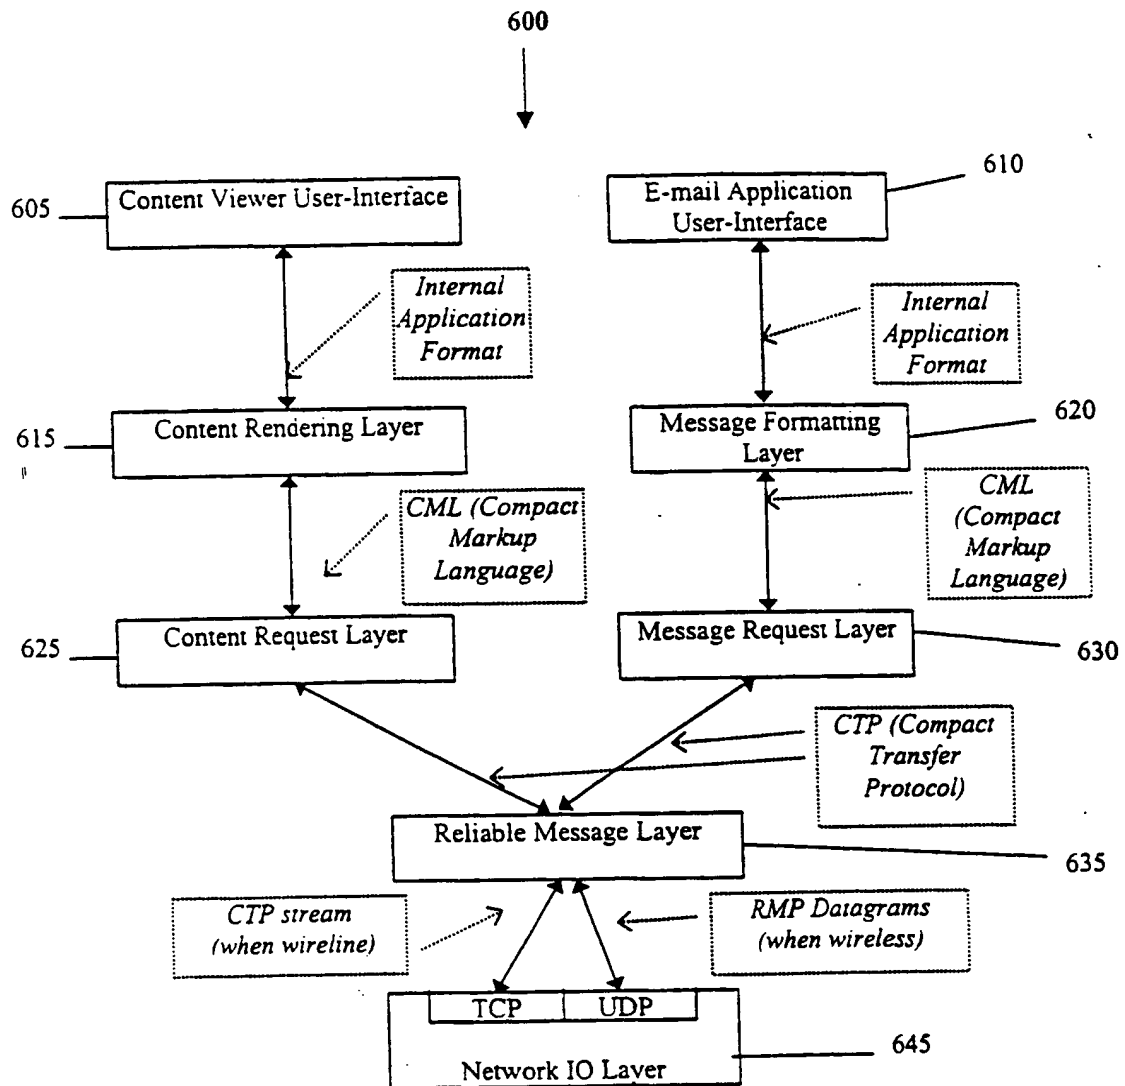 600
605
Content Viewer User-Interface
E-mail Application
User-Interface
610
Internal
Application
Format
Internal
Application
Format
615
Content Rendering Layer
Message Formatting
Layer
620
CML (Compact
Markup
Language)
CML
(Compact
Markup
Language)
625
Content Request Layer
Message Request Layer
630
CTP (Compact
Transfer
Protocol)
Reliable Message Layer
635
CTP stream
(when wireline)
RMP Datagrams
(when wireless)
TCP
UDP
Network IO Layer
645